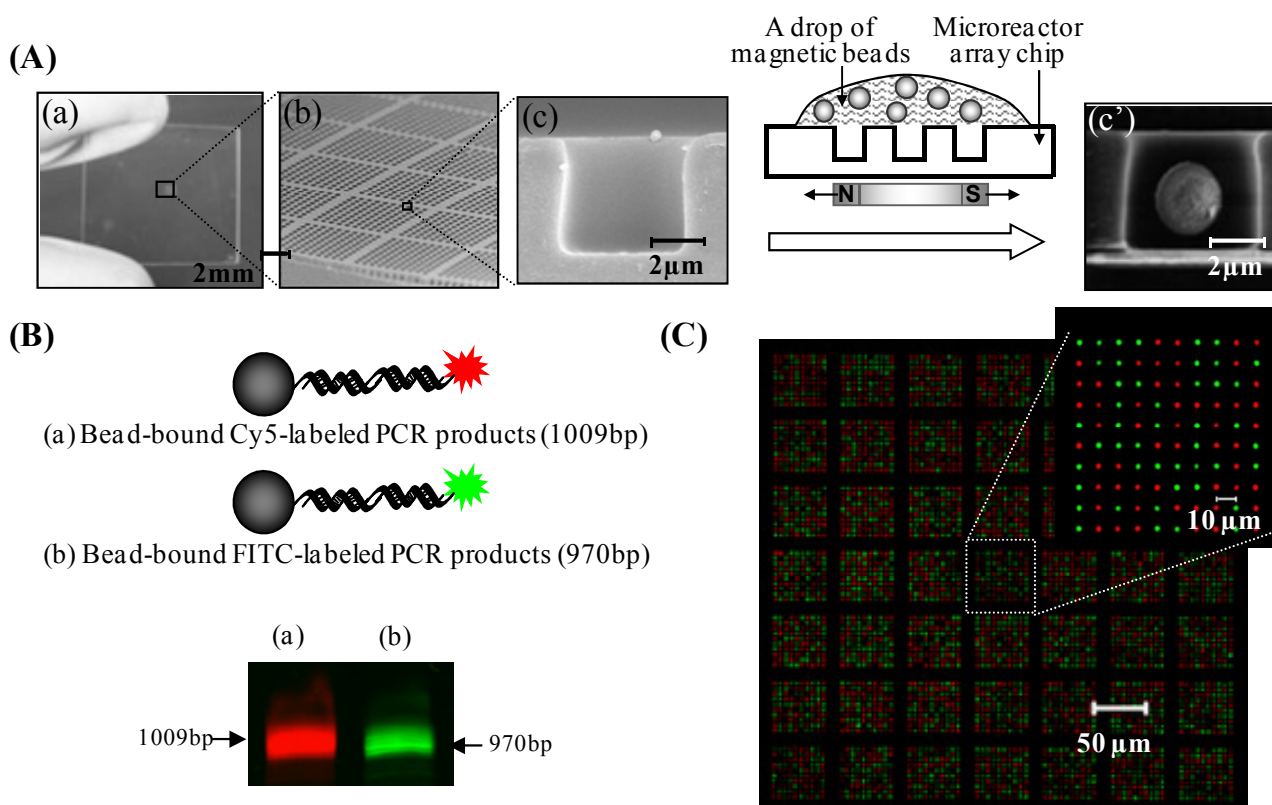 (A)
(a)
2mm
(b)
(c)
2μm
A drop of
magnetic beads
Microreactor
array chip
N
S
(c')
2μm
(B)
(a) Bead-bound Cy5-labeled PCR products (1009bp)
(b) Bead-bound FITC-labeled PCR products (970bp)
(a)
(b)
1009bp
970bp
(C)
10 μm
50 μm